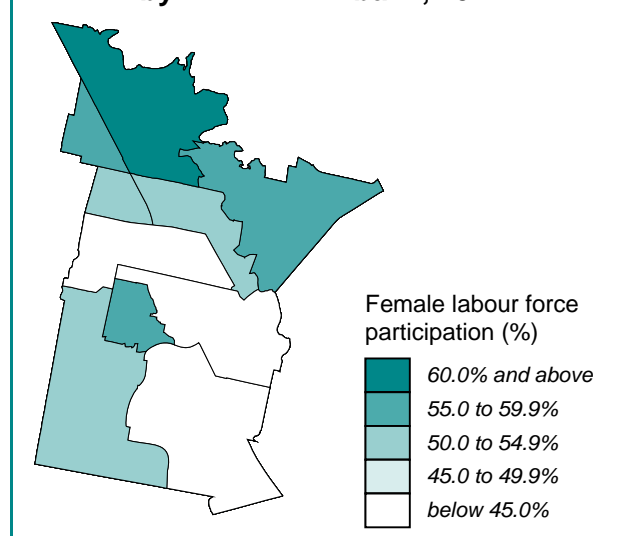 by
Female labour force
participation (%)
60.0% and above
55.0 to 59.9%
50.0 to 54.9%
45.0 to 49.9%
below 45.0%